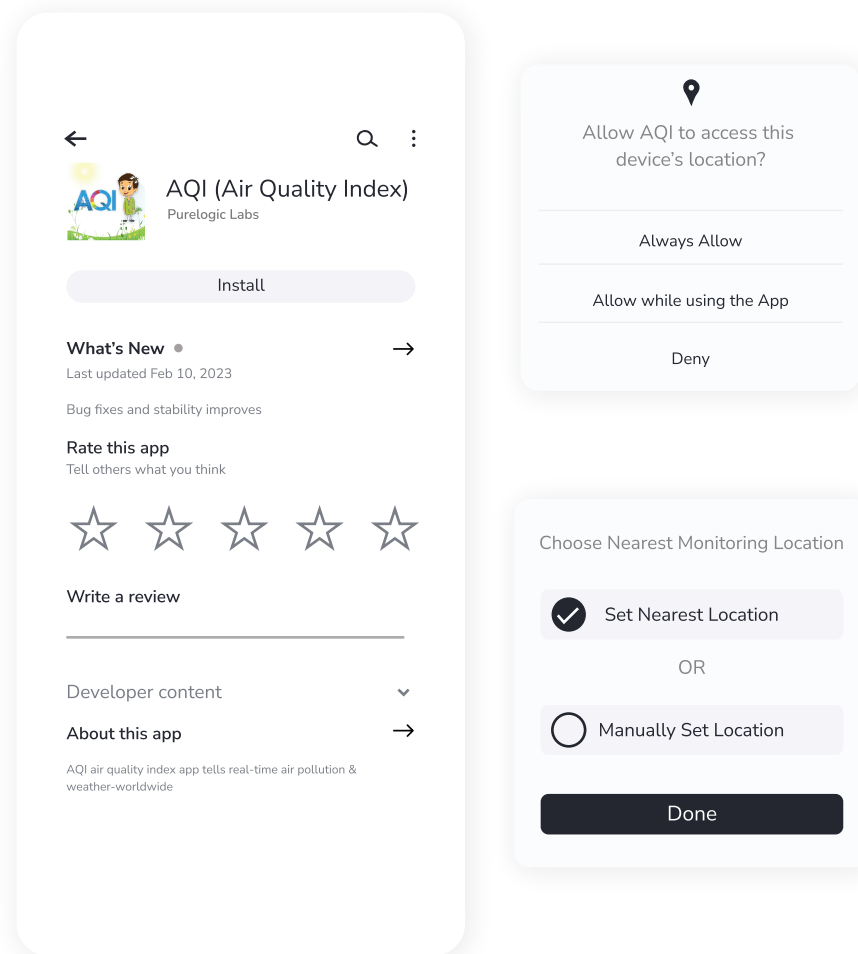 AQI
AQI (Air Quality Index)
Purelogic Labs
Install
What’s New
Last updated Feb 10, 2023
Bug fixes and stability improves
Rate this app
Tell others what you think
Write a review
Developer content
About this app
AQI air quality index app tells real-time air pollution &
weather-worldwide
Allow AQI to access this
device’s location?
Always Allow
Allow while using the App
Deny
Choose Nearest Monitoring Location
Set Nearest Location
OR
Manually Set Location
Done